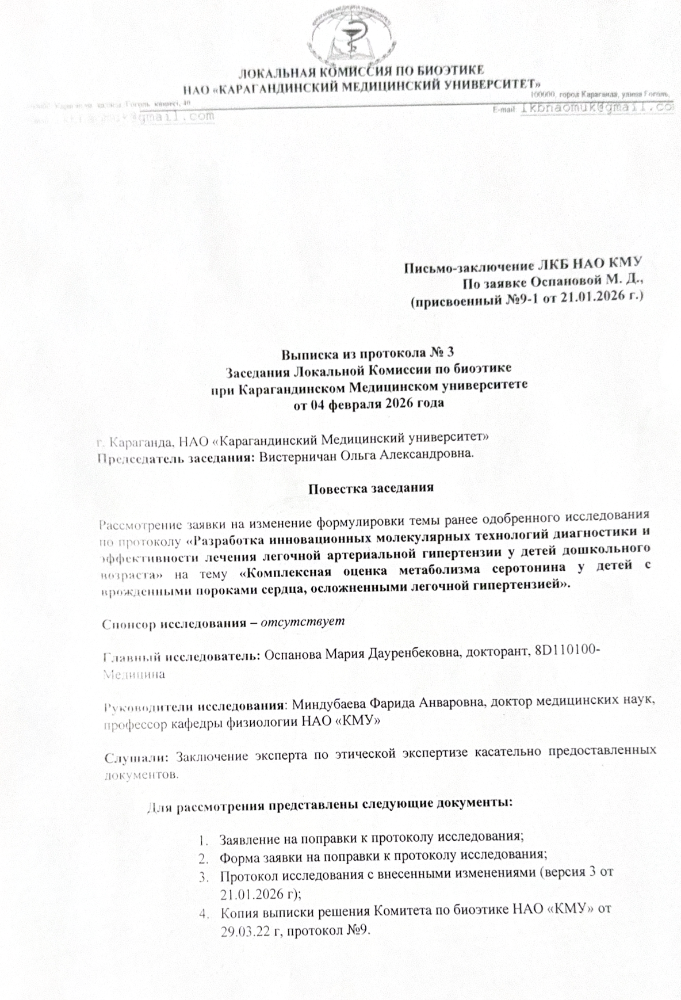 ЛОКАЛЬНАЯ КОМИССИЯ ПО БИОЭТИКЕ
НАО «КАРАГАНДИНСКИЙ МЕДИЦИНСКИЙ УНИВЕРСИТЕТ»
100000, город Караганда, улица Гоголь,
Гоголь көшесі, 40
E-mail: lkbnaomuk@gmail.co
@gmail.com
Письмо-заключение ЛКБ НАО КМУ
По заявке Оспановой М. Д.,
(присвоенный №9-1 от 21.01.2026 г.)
Выписка из протокола № 3
Заседания Локальной Комиссии по биоэтике
при Карагандинском Медицинском университете
от 04 февраля 2026 года
г. Караганда, НАО «Карагандинский Медицинский университет»
Председатель заседания: Вистерничан Ольга Александровна.
Повестка заседания
Рассмотрение заявки на изменение формулировки темы ранее одобренного исследования
по протоколу «Разработка инновационных молекулярных технологий диагностики и
эффективности лечения легочной артериальной гипертензии у детей дошкольного
возраста» на тему «Комплексная оценка метаболизма серотонина у детей с
врожденными пороками сердца, осложненными легочной гипертензией».
Спонсор исследования – отсутствует
Главный исследователь: Оспанова Мария Дауренбековна, докторант, 8D110100-
Медицина
Руководители исследования: Миндубаева Фарида Анваровна, доктор медицинских наук,
профессор кафедры физиологии НАО «КМУ»
Слушали: Заключение эксперта по этической экспертизе касательно предоставленных
документов.
Для рассмотрения представлены следующие документы:
1. Заявление на поправки к протоколу исследования;
2. Форма заявки на поправки к протоколу исследования;
3. Протокол исследования с внесенными изменениями (версия 3 от
21.01.2026 г);
4. Копия выписки решения Комитета по биоэтике НАО «КМУ» от
29.03.22 г, протокол №9.